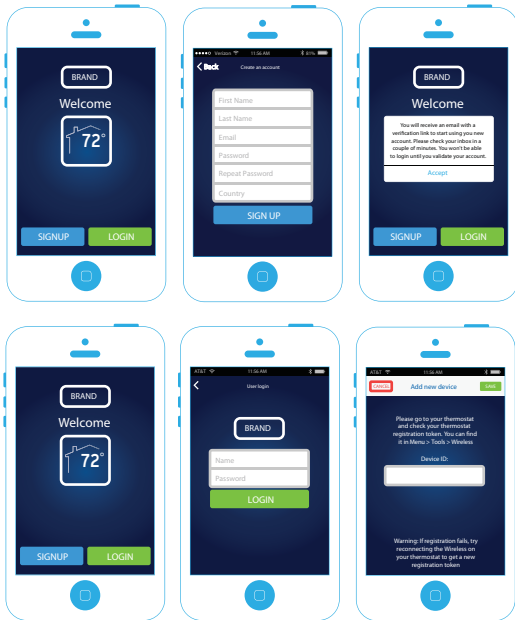 BRAND
Welcome
72°
SIGNUP
LOGIN
Verizon
11:56 AM
81%
Back
Create an account
First Name
Last Name
Email
Password
Repeat Password
Country
SIGN UP
BRAND
Welcome
You will receive an email with a
verification link to start using you new
account. Please check your inbox in a
couple of minutes. You won't be able
to login until you validate your account.
Accept
SIGNUP
LOGIN
BRAND
Welcome
72°
SIGNUP
LOGIN
AT&T
11:56 AM
User login
BRAND
Name
Password
LOGIN
AT&T
11:56 AM
CANCEL
Add new device
SAVE
Please go to your thermostat
and check your thermostat
registration token. You can find
it in Menu > Tools > Wireless
Device ID:
Warning: If registration fails, try
reconnecting the Wireless on
your thermostat to get a new
registration token